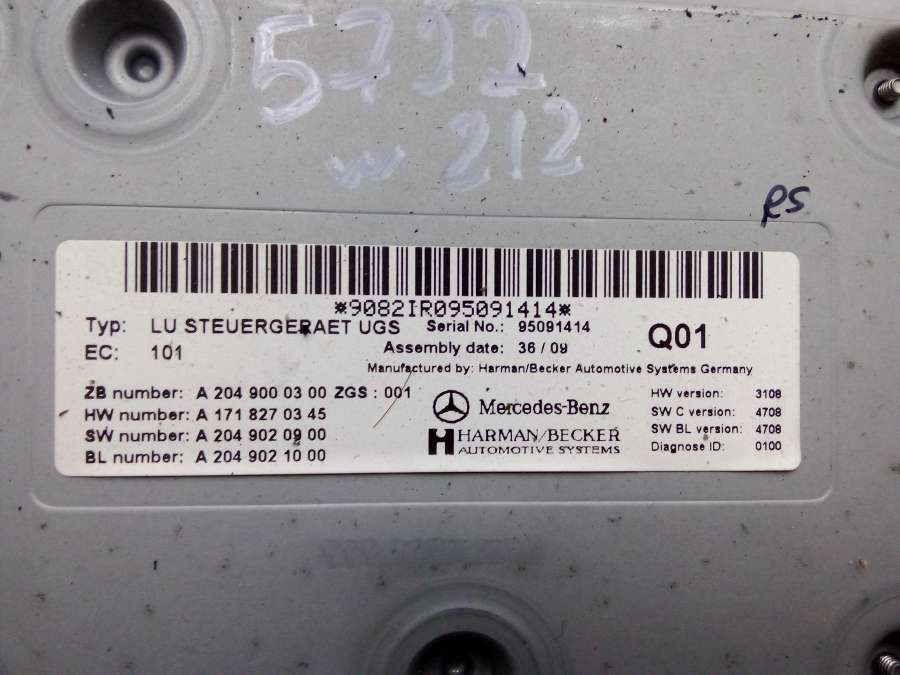 5722
w 212
RS
*9082IR095091414*
Typ: LU STEUERGERAET UGS Serial No.: 95091414
Q01
EC: 101 Assembly date: 36 / 09
Manufactured by: Harman/Becker Automotive Systems Germany
ZB number: A 204 900 03 00 ZGS : 001
HW number: A 171 827 03 45
SW number: A 204 902 09 00
BL number: A 204 902 10 00
Mercedes-Benz
HARMAN/BECKER
AUTOMOTIVE SYSTEMS
HW version: 3108
SW C version: 4708
SW BL version: 4708
Diagnose ID: 0100